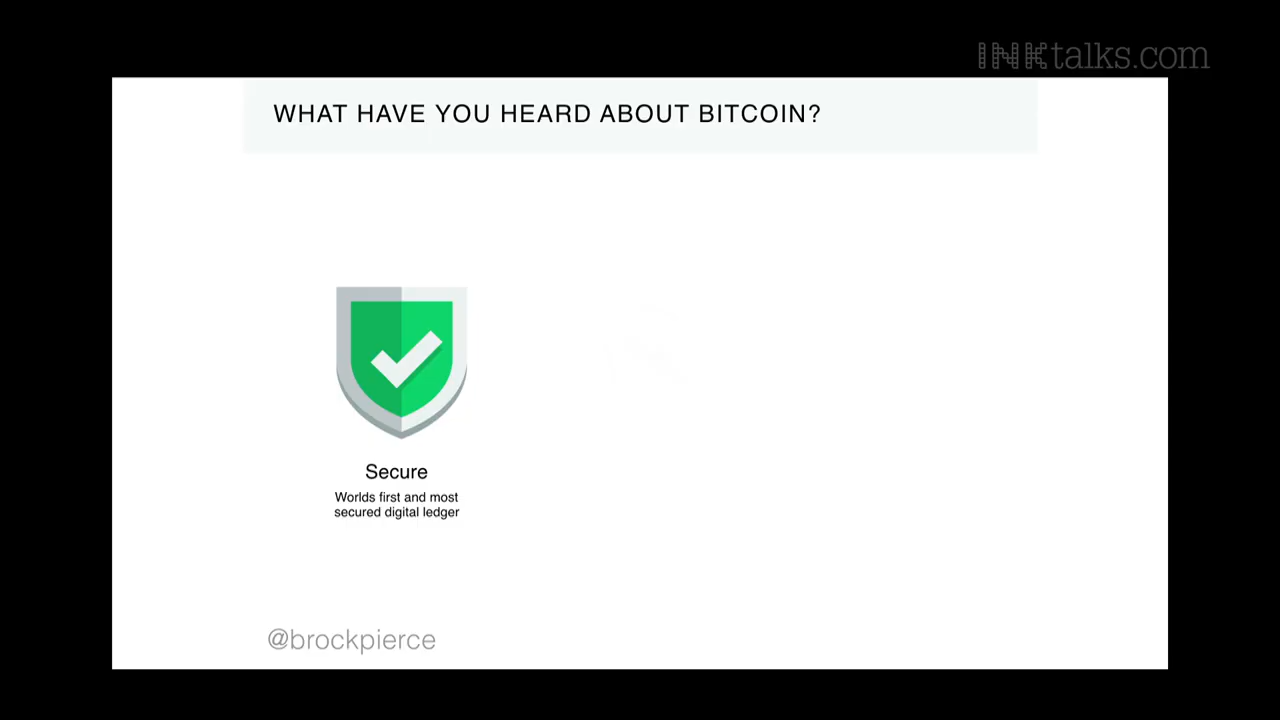 INKtalks.com
WHAT HAVE YOU HEARD ABOUT BITCOIN?
Secure
Worlds first and most
secured digital ledger
@brockpierce